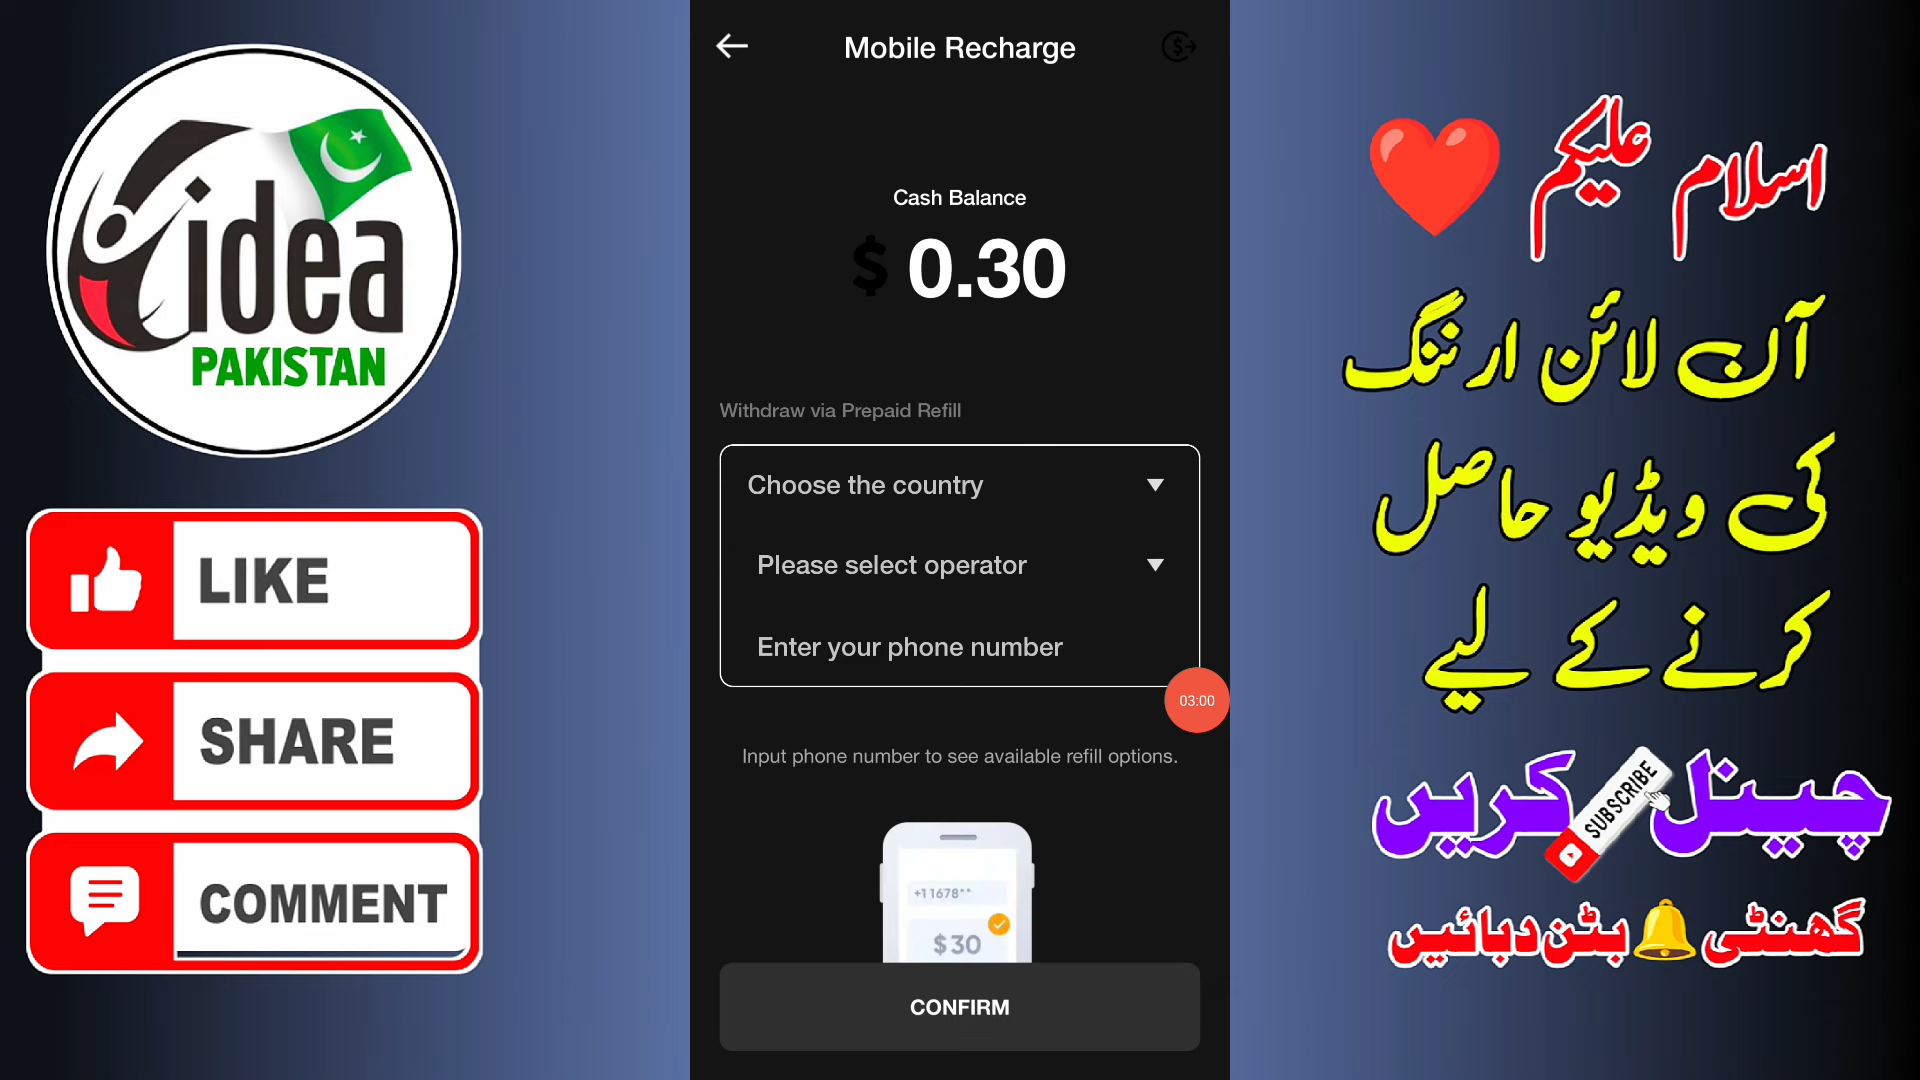 idea
PAKISTAN
LIKE
SHARE
COMMENT
Mobile Recharge
Cash Balance
$ 0.30
Withdraw via Prepaid Refill
Choose the country
Please select operator
Enter your phone number
03:00
Input phone number to see available refill options.
+11678**
$30
CONFIRM
اسلام علیکم
آن لائن ارننگ
کی ویڈیو حاصل
کرنے کے لیے
چینل SUBSCRIBE کریں
گھنٹی بٹن دبائیں